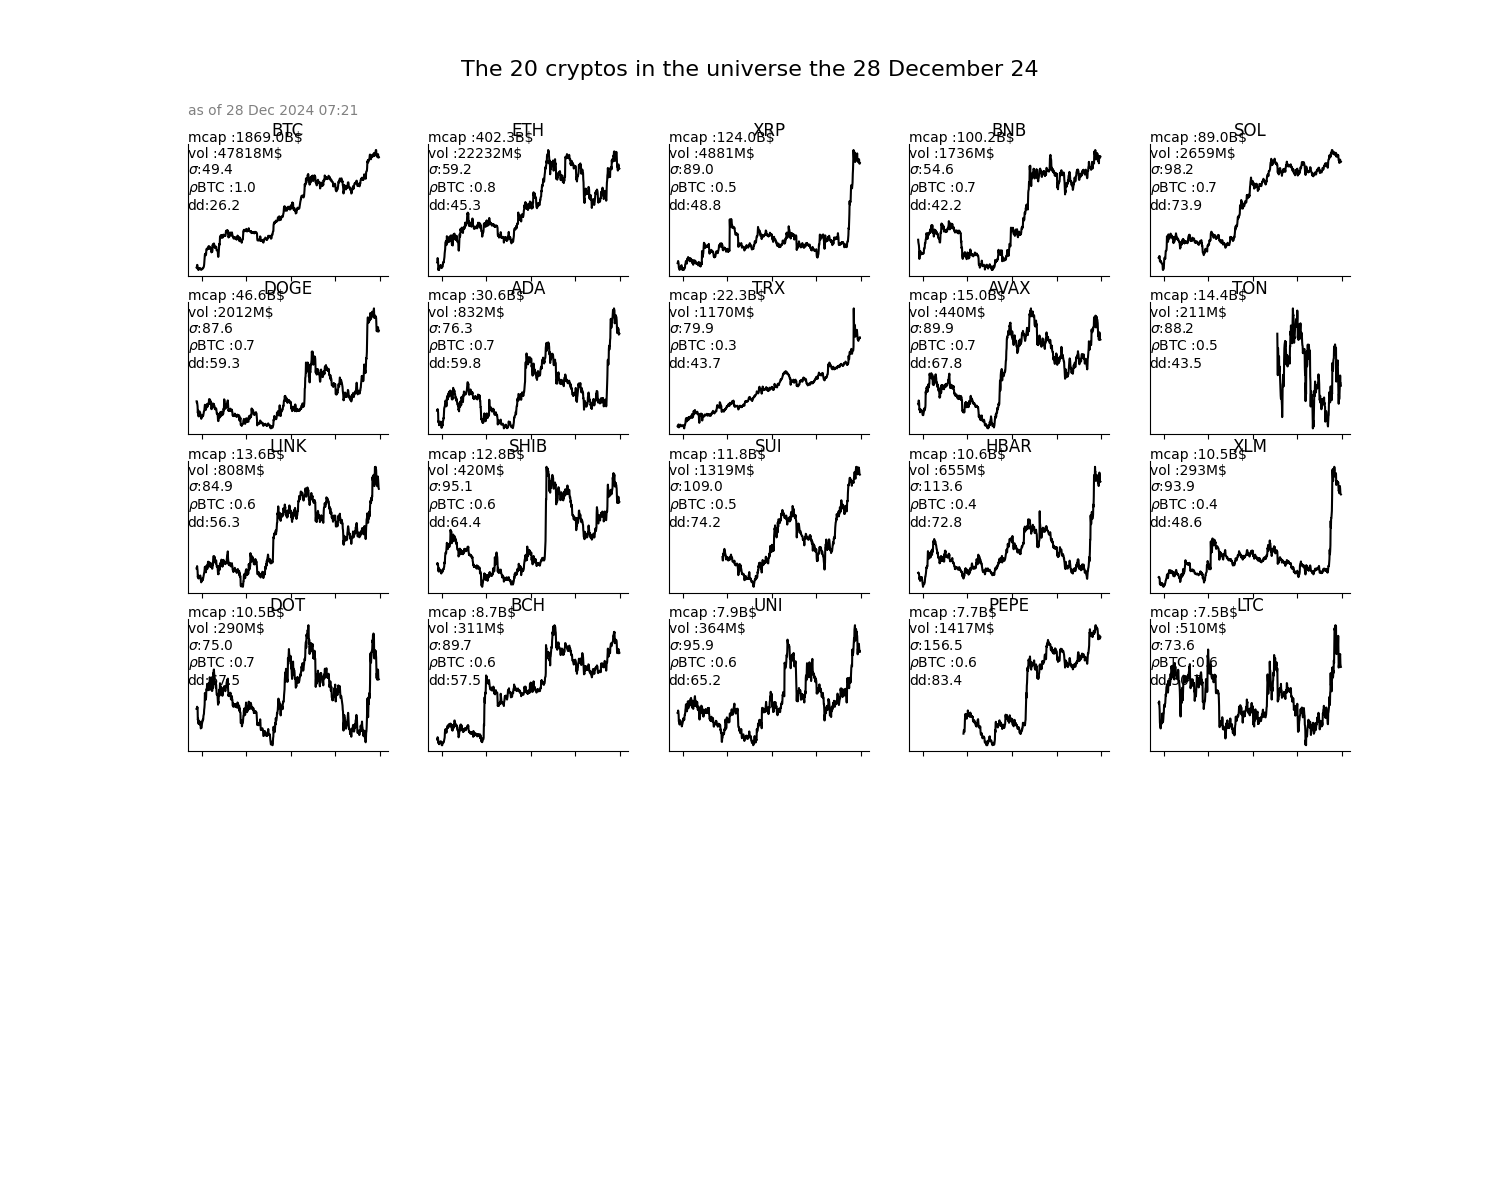 The 20 cryptos in the universe the 28 December 24
as of 28 Dec 2024 07:21
BTC
mcap :1869.0B$
vol :47818M$
σ:49.4
ρBTC :1.0
dd:26.2
ETH
mcap :402.3B$
vol :22232M$
σ:59.2
ρBTC :0.8
dd:45.3
XRP
mcap :124.0B$
vol :4881M$
σ:89.0
ρBTC :0.5
dd:48.8
BNB
mcap :100.2B$
vol :1736M$
σ:54.6
ρBTC :0.7
dd:42.2
SOL
mcap :89.0B$
vol :2659M$
σ:98.2
ρBTC :0.7
dd:73.9
DOGE
mcap :46.6B$
vol :2012M$
σ:87.6
ρBTC :0.7
dd:59.3
ADA
mcap :30.6B$
vol :832M$
σ:76.3
ρBTC :0.7
dd:59.8
TRX
mcap :22.3B$
vol :1170M$
σ:79.9
ρBTC :0.3
dd:43.7
AVAX
mcap :15.0B$
vol :440M$
σ:89.9
ρBTC :0.7
dd:67.8
TON
mcap :14.4B$
vol :211M$
σ:88.2
ρBTC :0.5
dd:43.5
LINK
mcap :13.6B$
vol :808M$
σ:84.9
ρBTC :0.6
dd:56.3
SHIB
mcap :12.8B$
vol :420M$
σ:95.1
ρBTC :0.6
dd:64.4
SUI
mcap :11.8B$
vol :1319M$
σ:109.0
ρBTC :0.5
dd:74.2
HBAR
mcap :10.6B$
vol :655M$
σ:113.6
ρBTC :0.4
dd:72.8
XLM
mcap :10.5B$
vol :293M$
σ:93.9
ρBTC :0.4
dd:48.6
DOT
mcap :10.5B$
vol :290M$
σ:75.0
ρBTC :0.7
BCH
mcap :8.7B$
vol :311M$
σ:89.7
ρBTC :0.6
dd:57.5
UNI
mcap :7.9B$
vol :364M$
σ:95.9
ρBTC :0.6
dd:65.2
PEPE
mcap :7.7B$
vol :1417M$
σ:156.5
ρBTC :0.6
dd:83.4
LTC
mcap :7.5B$
vol :510M$
σ:73.6
ρBTC :0.6